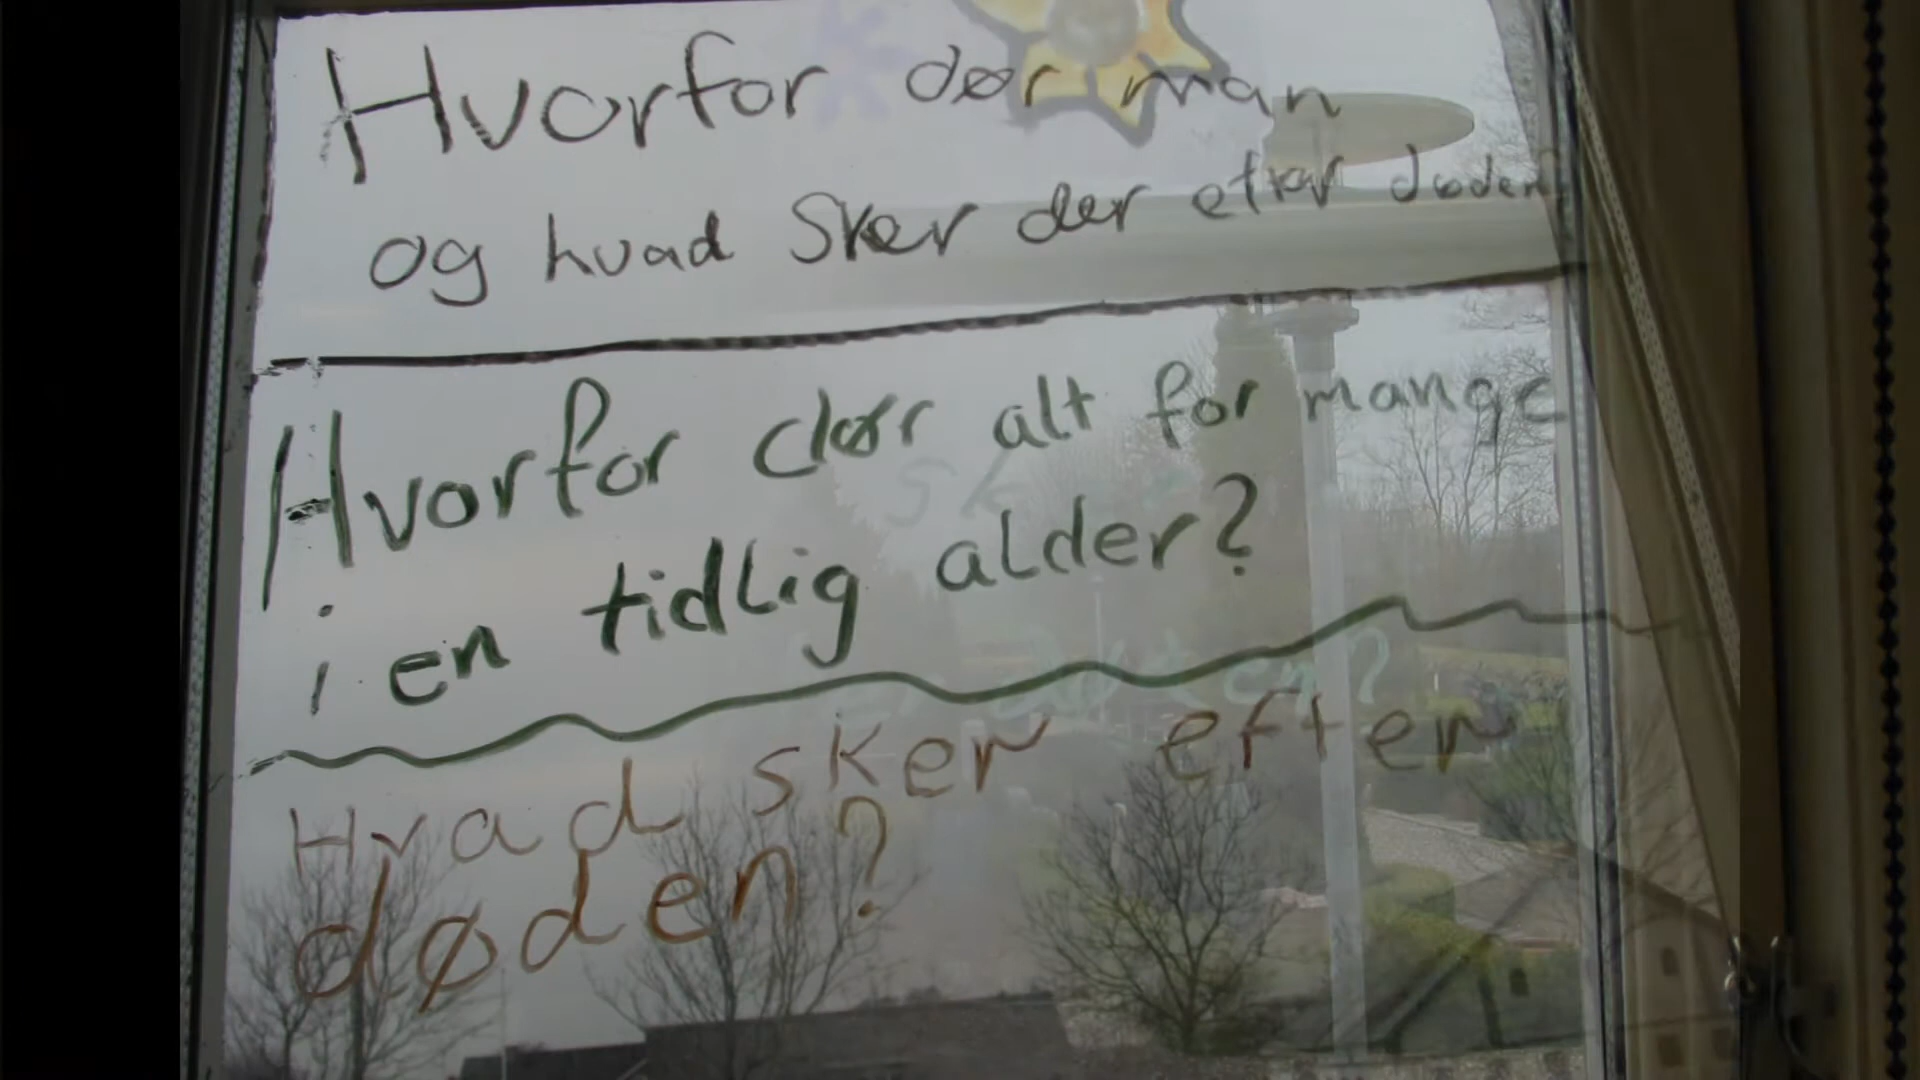 Hvorfor dør man
og hvad sker der efter døden
Hvorfor dør alt for mange
i en tidlig alder?
Hvad sker efter
døden?